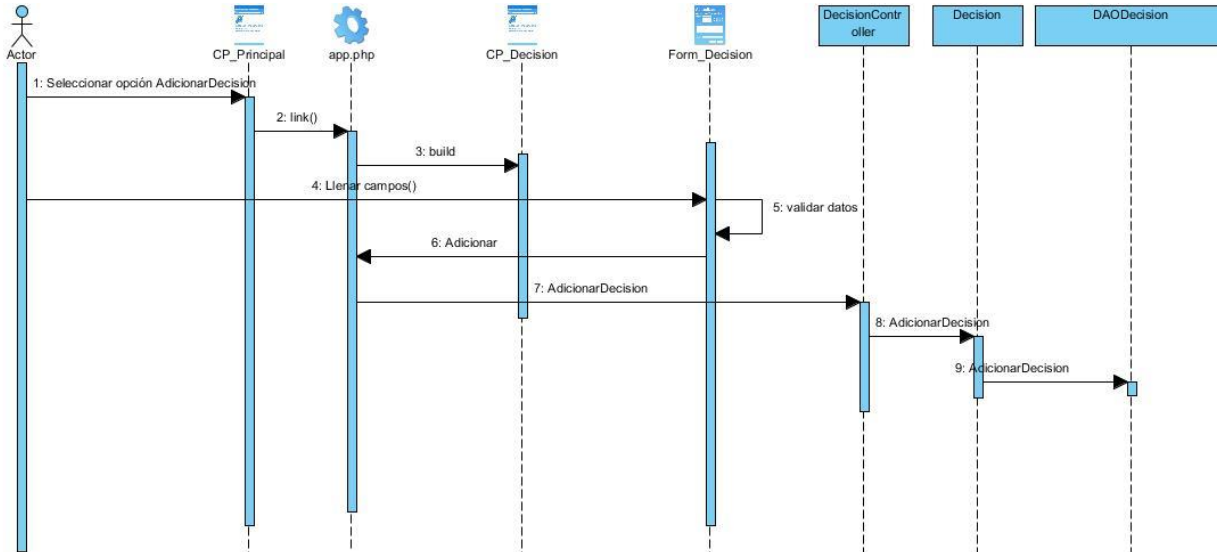 DecisionContr
oller
Decision
DAODecision
Actor
CP_Principal
app.php
CP_Decision
Form_Decision
1: Seleccionar opción AdicionarDecision
2: link()
3: build
4: Llenar campos()
5: validar datos
6: Adicionar
7: AdicionarDecision
8: AdicionarDecision
9: AdicionarDecision